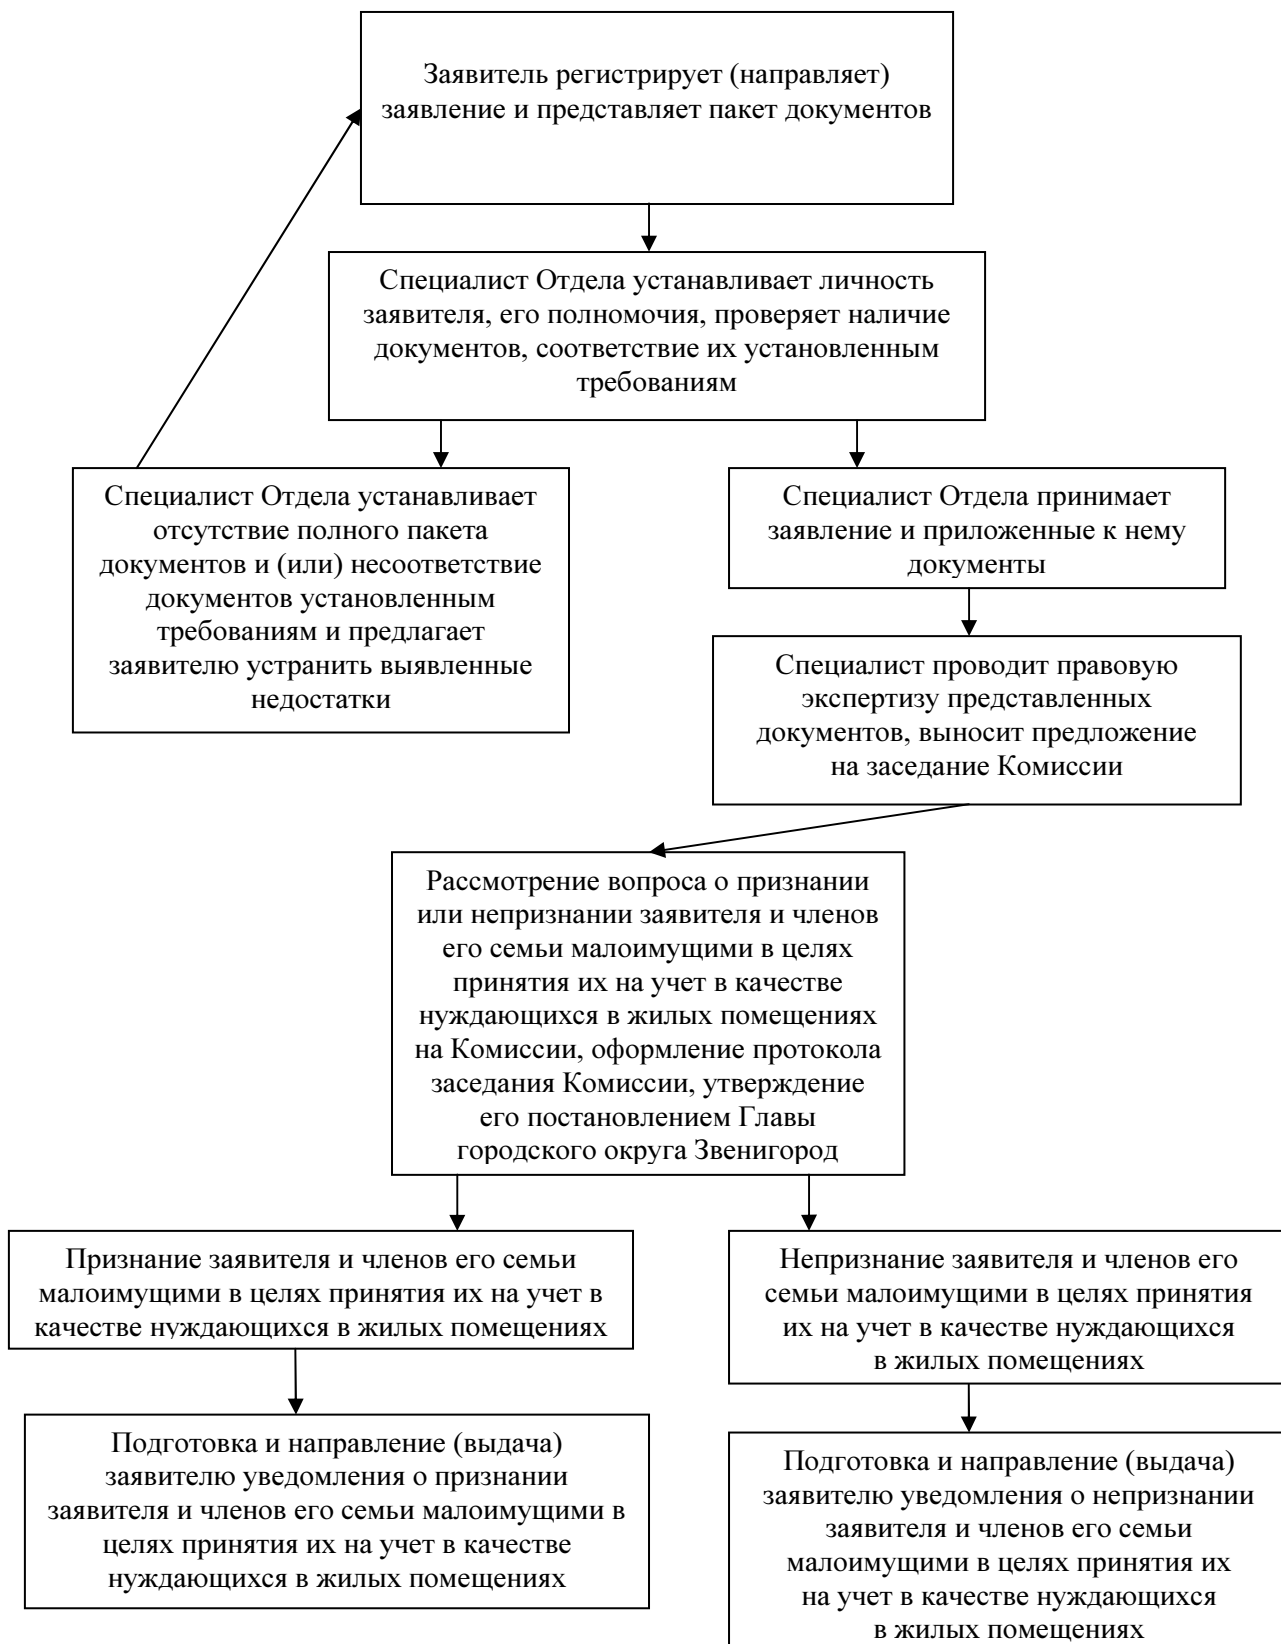 Заявитель регистрирует (направляет)
заявление и представляет пакет документов
Специалист Отдела устанавливает личность
заявителя, его полномочия, проверяет наличие
документов, соответствие их установленным
требованиям
Специалист Отдела устанавливает
отсутствие полного пакета
документов и (или) несоответствие
документов установленным
требованиям и предлагает
заявителю устранить выявленные
недостатки
Специалист Отдела принимает
заявление и приложенные к нему
документы
Специалист проводит правовую
экспертизу представленных
документов, выносит предложение
на заседание Комиссии
Рассмотрение вопроса о признании
или непризнании заявителя и членов
его семьи малоимущими в целях
принятия их на учет в качестве
нуждающихся в жилых помещениях
на Комиссии, оформление протокола
заседания Комиссии, утверждение
его постановлением Главы
городского округа Звенигород
Признание заявителя и членов его семьи
малоимущими в целях принятия их на учет в
качестве нуждающихся в жилых помещениях
Непризнание заявителя и членов его
семьи малоимущими в целях принятия
их на учет в качестве нуждающихся
в жилых помещениях
Подготовка и направление (выдача)
заявителю уведомления о признании
заявителя и членов его семьи малоимущими в
целях принятия их на учет в качестве
нуждающихся в жилых помещениях
Подготовка и направление (выдача)
заявителю уведомления о непризнании
заявителя и членов его семьи
малоимущими в целях принятия их
на учет в качестве нуждающихся
в жилых помещениях